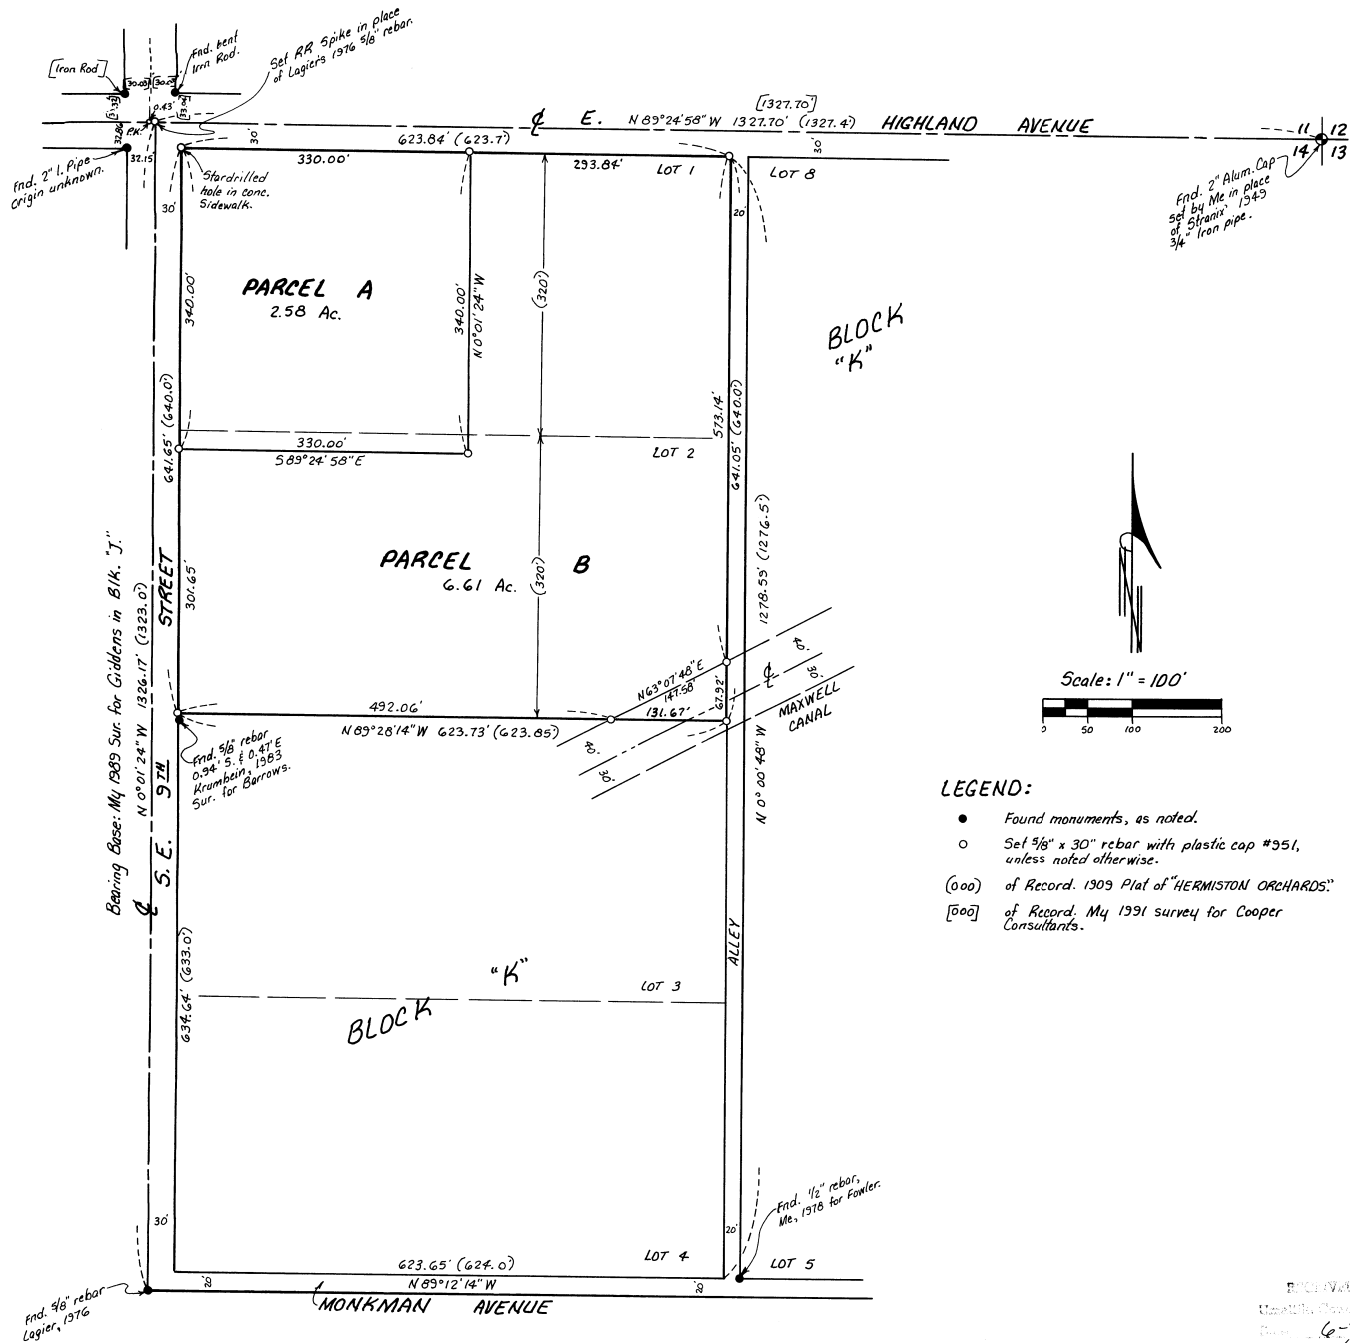 [Iron Rod]
Fnd. bent
Iron Rod.
Set RR Spike in place
of Lagier's 1976 5/8" rebar.
[30.03]
0.43'
[33.04]
32.86
P.K.
32.15
Fnd. 2" I. Pipe
origin unknown.
30'
Stardrilled
hole in conc.
Sidewalk.
30'
623.84' (623.7')
330.00'
293.84'
LOT 1
LOT 8
[1327.70']
℄ E. N 89°24'58" W 1327.70' (1327.4') HIGHLAND AVENUE
30'
11 12
14 13
Fnd. 2" Alum. Cap
set by Me in place
of Stranix' 1949
3/4" Iron pipe.
20'
PARCEL A
2.58 Ac.
340.00'
340.00'
N 0°01'24" W
(320')
BLOCK
"K"
641.65' (640.0')
573.14'
641.05' (640.0')
330.00'
S 89°24'58" E
LOT 2
PARCEL B
6.61 Ac.
(320')
301.65'
1278.59' (1276.5')
N 0°00'48" W
Bearing Base: My 1989 Sur. for Giddens in Blk. "J."
N 0°01'24" W 1326.17' (1323.0')
℄ S. E. 9TH STREET
N 63°07'48" E
147.58'
67.92'
40'
℄
30'
MAXWELL
CANAL
492.06'
131.67'
N 89°28'14" W 623.73' (623.85')
40'
30'
Fnd. 5/8" rebar
0.94' S. & 0.47' E
Krumbein, 1983
Sur. for Barrows.
Scale: 1" = 100'
0 50 100 200
LEGEND:
● Found monuments, as noted.
○ Set 5/8" x 30" rebar with plastic cap #951,
unless noted otherwise.
(000) of Record. 1909 Plat of "HERMISTON ORCHARDS."
[000] of Record. My 1991 survey for Cooper
Consultants.
634.64' (633.0')
ALLEY
LOT 3
BLOCK "K"
Fnd. 1/2" rebar,
Me, 1978 for Fowler.
30'
20'
623.65' (624.0')
N 89°12'14" W
LOT 4
LOT 5
20'
20'
MONKMAN AVENUE
Fnd. 5/8" rebar
Lagier, 1976